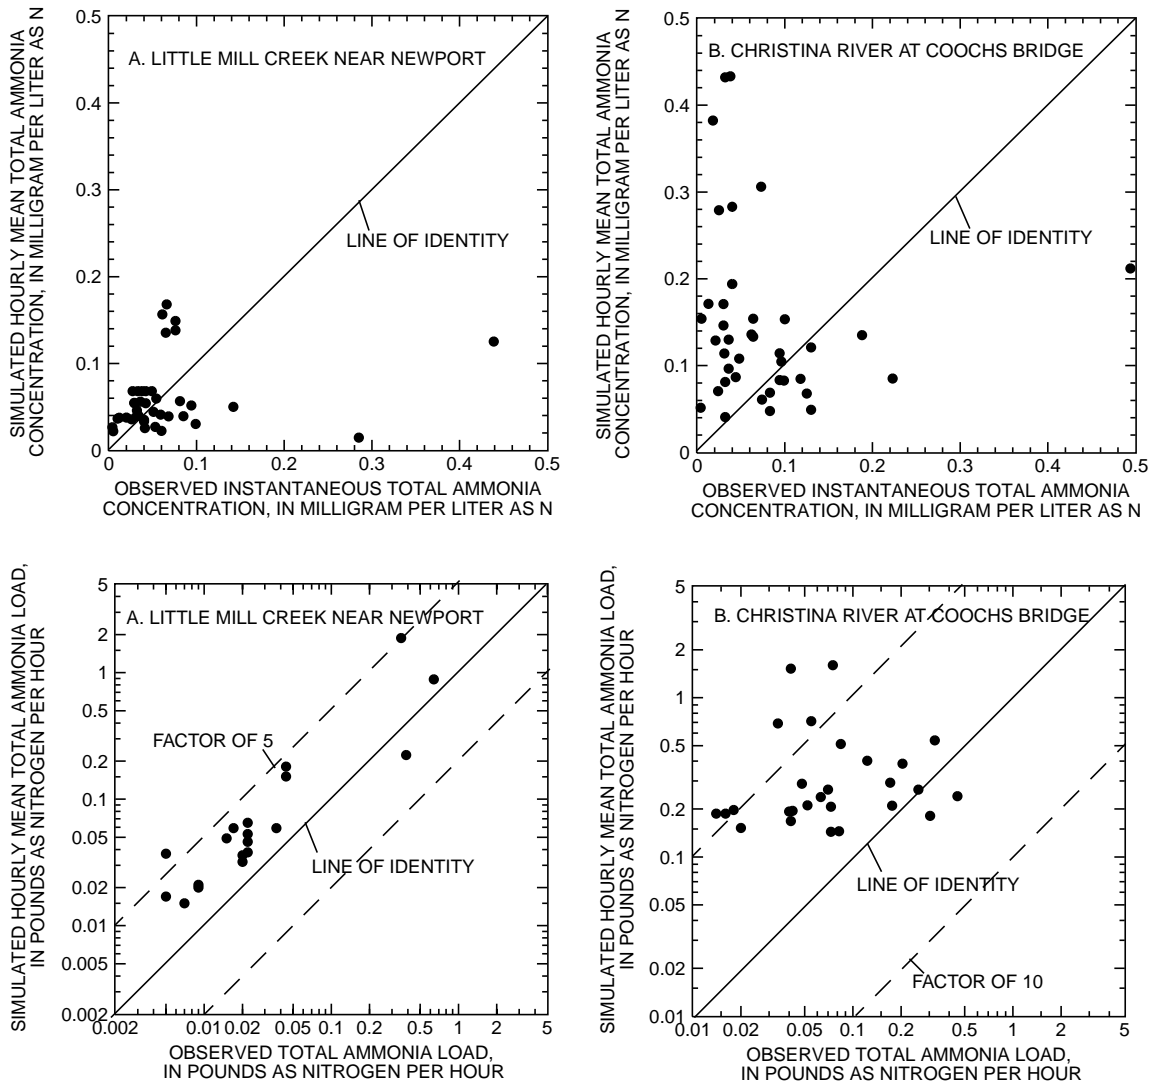 SIMULATED HOURLY MEAN TOTAL AMMONIA
CONCENTRATION, IN MILLIGRAM PER LITER AS N
0.5
0.4
0.3
0.2
0.1
0
A. LITTLE MILL CREEK NEAR NEWPORT
LINE OF IDENTITY
0 0.1 0.2 0.3 0.4 0.5
OBSERVED INSTANTANEOUS TOTAL AMMONIA
CONCENTRATION, IN MILLIGRAM PER LITER AS N
SIMULATED HOURLY MEAN TOTAL AMMONIA
CONCENTRATION, IN MILLIGRAM PER LITER AS N
0.5
0.4
0.3
0.2
0.1
0
B. CHRISTINA RIVER AT COOCHS BRIDGE
LINE OF IDENTITY
0 0.1 0.2 0.3 0.4 0.5
OBSERVED INSTANTANEOUS TOTAL AMMONIA
CONCENTRATION, IN MILLIGRAM PER LITER AS N
SIMULATED HOURLY MEAN TOTAL AMMONIA LOAD,
IN POUNDS AS NITROGEN PER HOUR
5
2
1
0.5
0.2
0.1
0.05
0.02
0.01
0.005
0.002
A. LITTLE MILL CREEK NEAR NEWPORT
FACTOR OF 5
LINE OF IDENTITY
0.002 0.01 0.02 0.05 0.1 0.2 0.5 1 2 5
OBSERVED TOTAL AMMONIA LOAD,
IN POUNDS AS NITROGEN PER HOUR
SIMULATED HOURLY MEAN TOTAL AMMONIA LOAD,
IN POUNDS AS NITROGEN PER HOUR
5
2
1
0.5
0.2
0.1
0.05
0.02
0.01
B. CHRISTINA RIVER AT COOCHS BRIDGE
LINE OF IDENTITY
FACTOR OF 10
0.01 0.02 0.05 0.1 0.2 0.5 1 2 5
OBSERVED TOTAL AMMONIA LOAD,
IN POUNDS AS NITROGEN PER HOUR